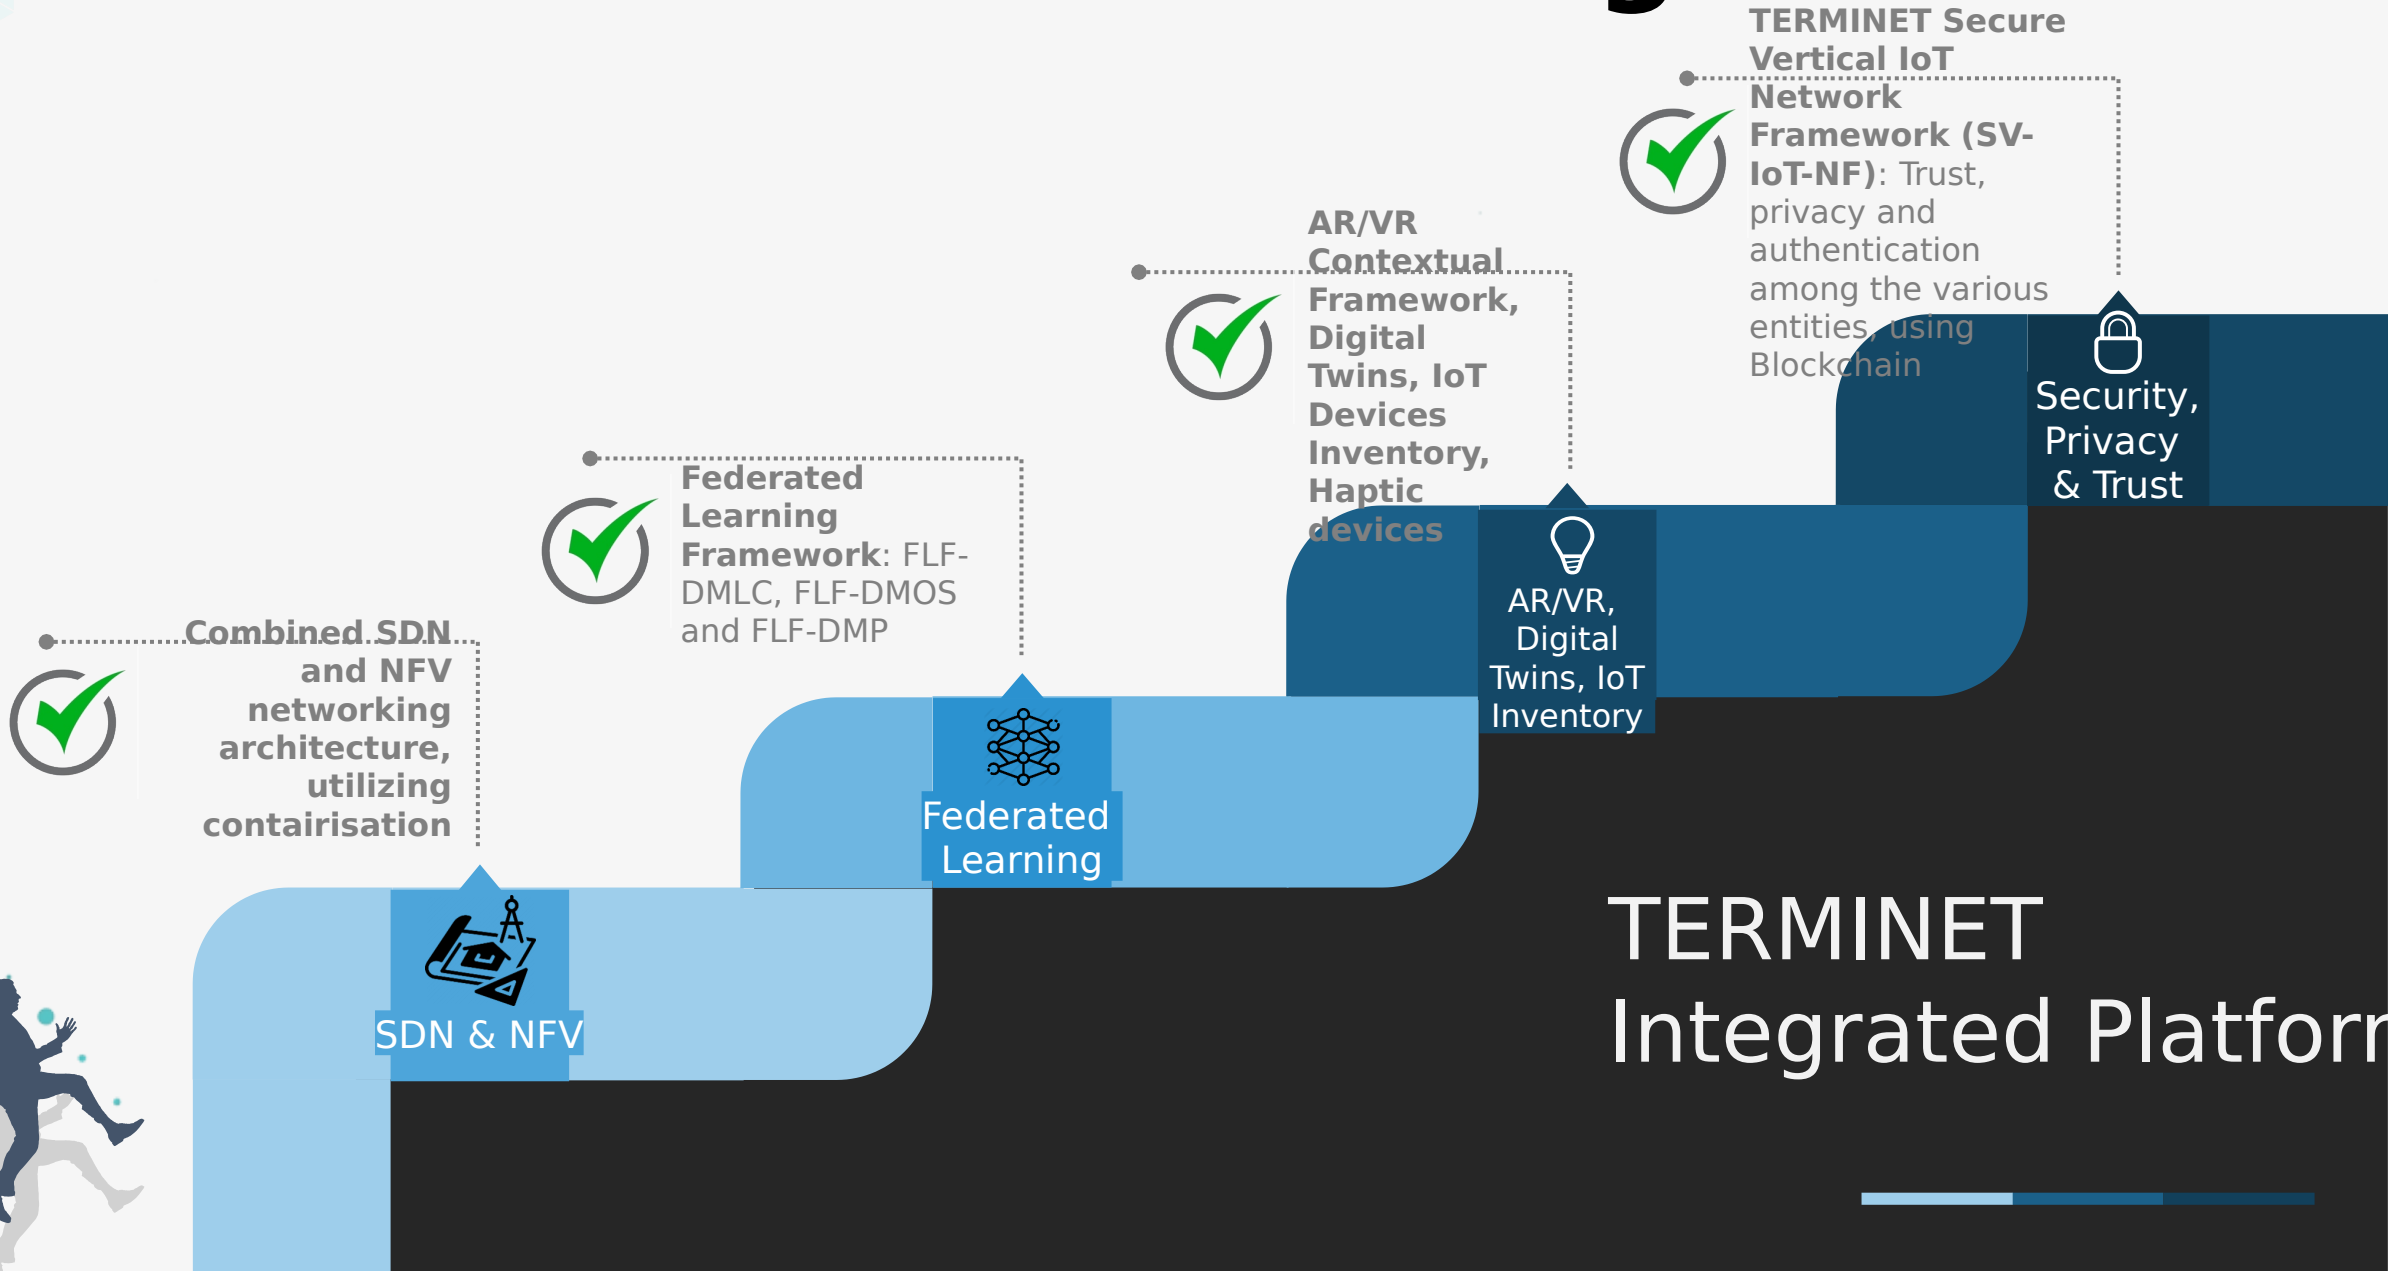 TERMINET Secure
Vertical IoT
Network
Framework (SV-
IoT-NF): Trust,
privacy and
authentication
among the various
entities, using
Blockchain
Security,
Privacy
& Trust
AR/VR
Contextual
Framework,
Digital
Twins, IoT
Devices
Inventory,
Haptic
devices
AR/VR,
Digital
Twins, IoT
Inventory
Federated
Learning
Framework: FLF-
DMLC, FLF-DMOS
and FLF-DMP
Federated
Learning
Combined SDN
and NFV
networking
architecture,
utilizing
contairisation
SDN & NFV
TERMINET
Integrated